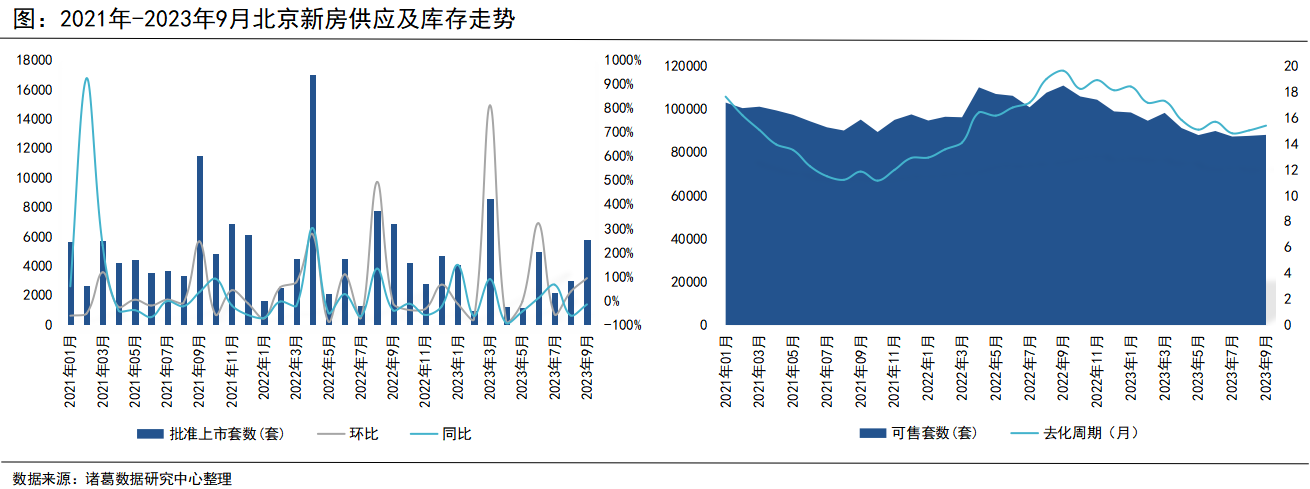 图：2021年-2023年9月北京新房供应及库存走势
18000
16000
14000
12000
10000
8000
6000
4000
2000
0
1000%
900%
800%
700%
600%
500%
400%
300%
200%
100%
0%
-100%
2021年01月
2021年03月
2021年05月
2021年07月
2021年09月
2021年11月
2022年1月
2022年3月
2022年5月
2022年7月
2022年9月
2022年11月
2023年1月
2023年3月
2023年5月
2023年7月
2023年9月
批准上市套数(套)
环比
同比
120000
100000
80000
60000
40000
20000
0
20
18
16
14
12
10
8
6
4
2
0
2021年01月
2021年03月
2021年05月
2021年07月
2021年09月
2021年11月
2022年1月
2022年3月
2022年5月
2022年7月
2022年9月
2022年11月
2023年1月
2023年3月
2023年5月
2023年7月
2023年9月
可售套数(套)
去化周期（月）
数据来源：诸葛数据研究中心整理